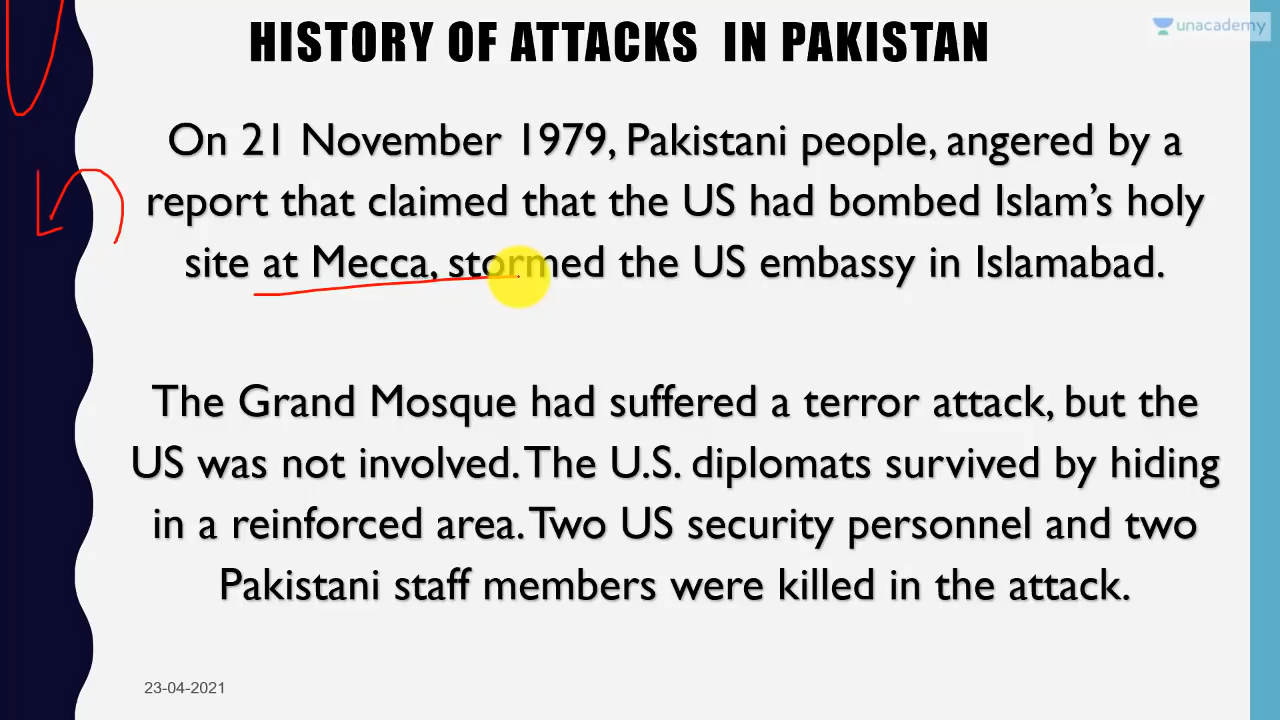 HISTORY OF ATTACKS IN PAKISTAN
unacademy
On 21 November 1979, Pakistani people, angered by a
report that claimed that the US had bombed Islam’s holy
site at Mecca, stormed the US embassy in Islamabad.
The Grand Mosque had suffered a terror attack, but the
US was not involved. The U.S. diplomats survived by hiding
in a reinforced area. Two US security personnel and two
Pakistani staff members were killed in the attack.
23-04-2021